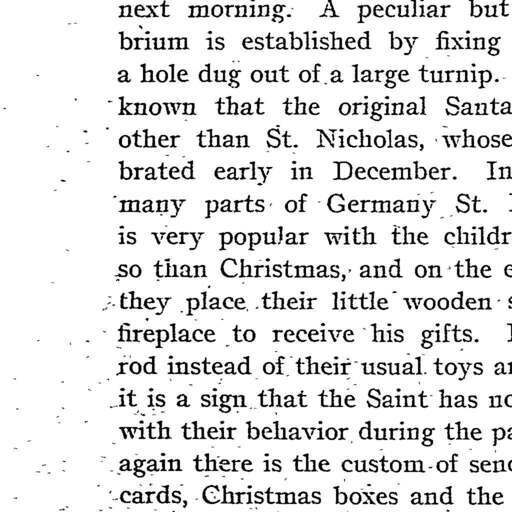 next morning. A peculiar but
brium is established by fixing
a hole dug out of a large turnip.
known that the original Santa
other than St. Nicholas, whose
brated early in December. In
many parts of Germany St.
is very popular with the childr
so than Christmas, and on the e
they place their little wooden s
fireplace to receive his gifts.
rod instead of their usual toys a
it is a sign that the Saint has no
with their behavior during the pa
again there is the custom of send
cards, Christmas boxes and the